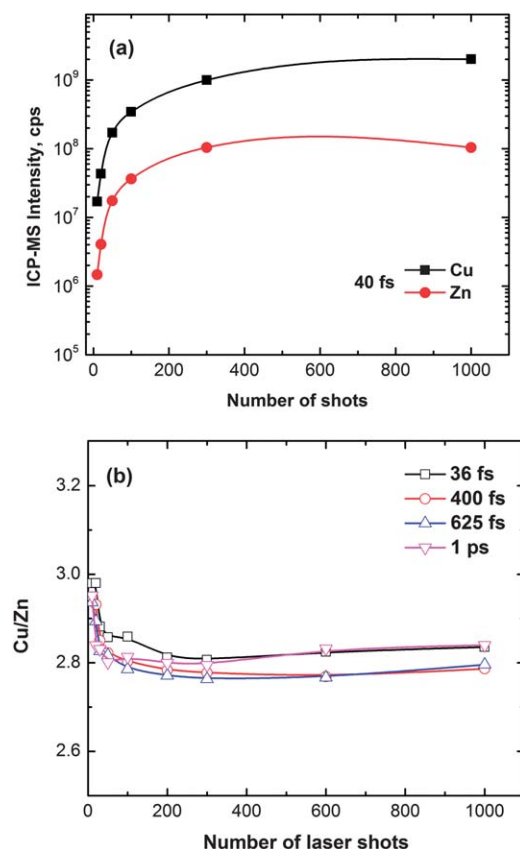 (a)
ICP-MS Intensity, cps
10^9
10^8
10^7
10^6
10^5
40 fs
Cu
Zn
0 200 400 600 800 1000
Number of shots
(b)
36 fs
400 fs
625 fs
1 ps
Cu/Zn
3.2
3.0
2.8
2.6
0 200 400 600 800 1000
Number of laser shots